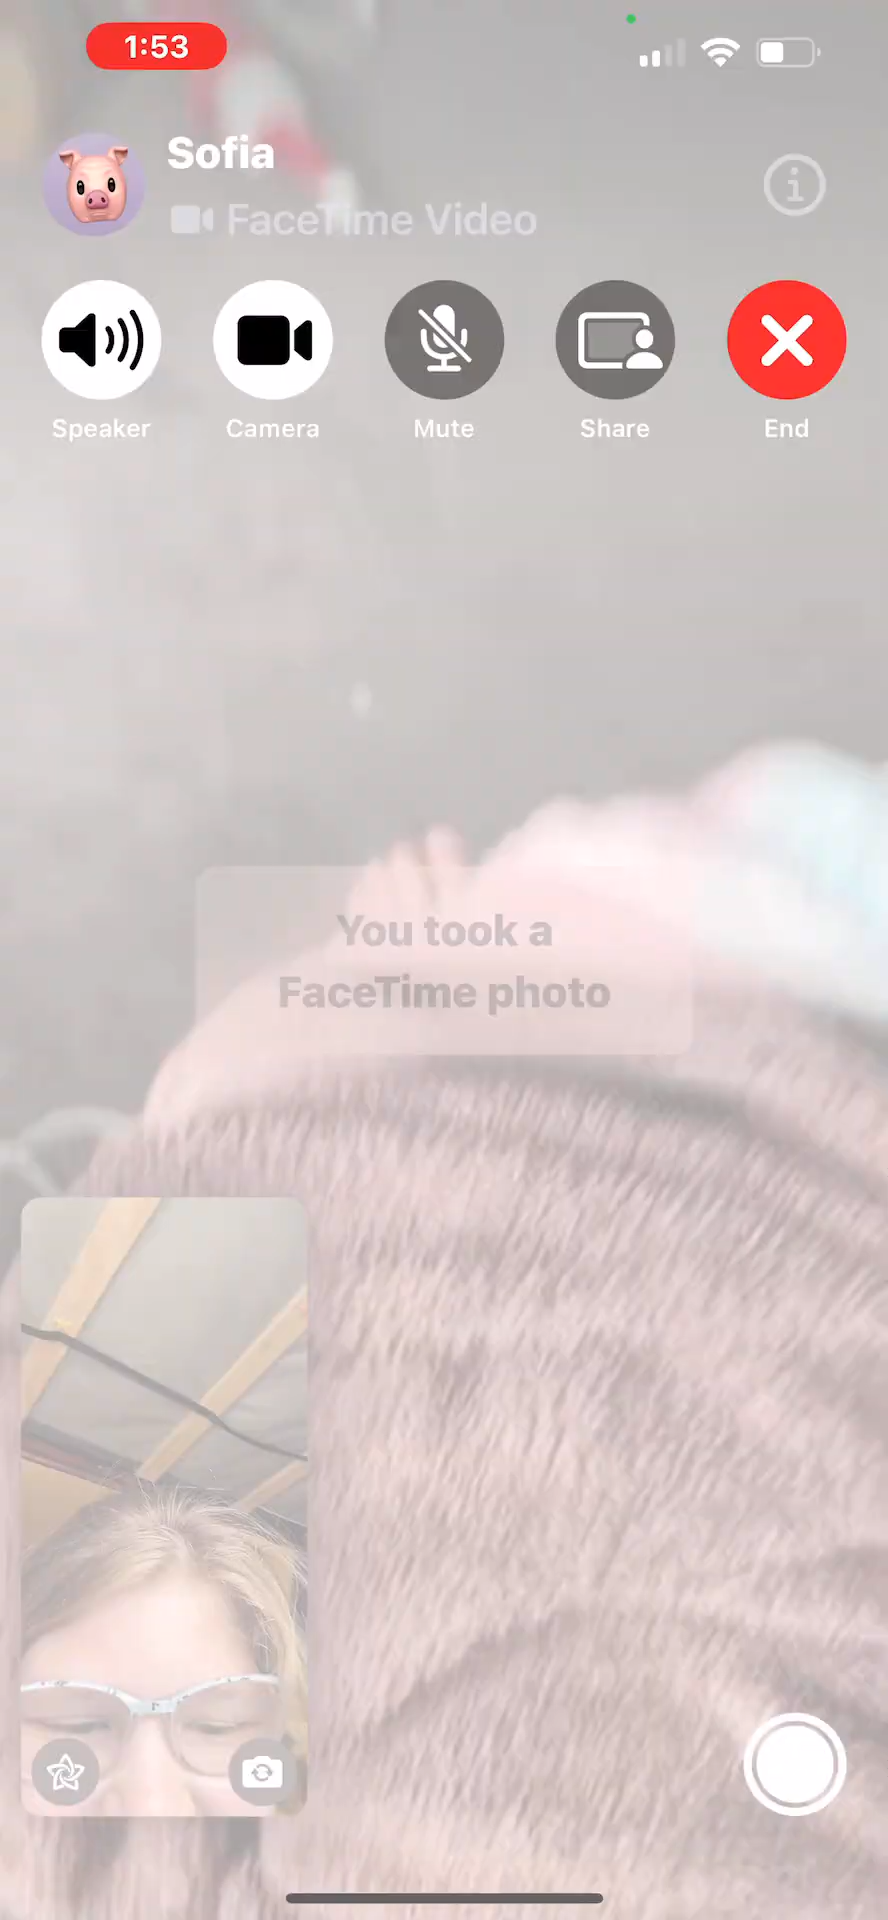 1:53
Sofia
FaceTime Video
Speaker
Camera
Mute
Share
End
You took a
FaceTime photo